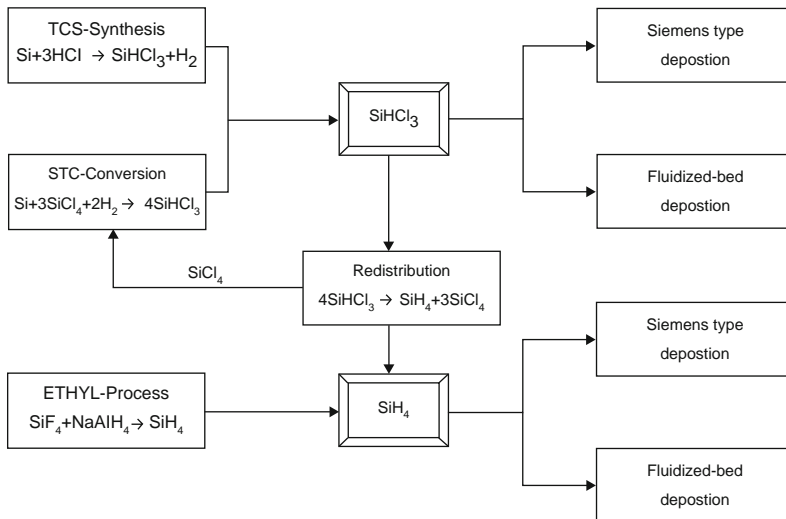 TCS-Synthesis
Si+3HCl → SiHCl₃+H₂
Siemens type
depostion
SiHCl₃
STC-Conversion
Si+3SiCl₄+2H₂→ 4SiHCl₃
Fluidized-bed
depostion
SiCl₄
Redistribution
4SiHCl₃→ SiH₄+3SiCl₄
Siemens type
depostion
ETHYL-Process
SiF₄+NaAlH₄→ SiH₄
SiH₄
Fluidized-bed
depostion